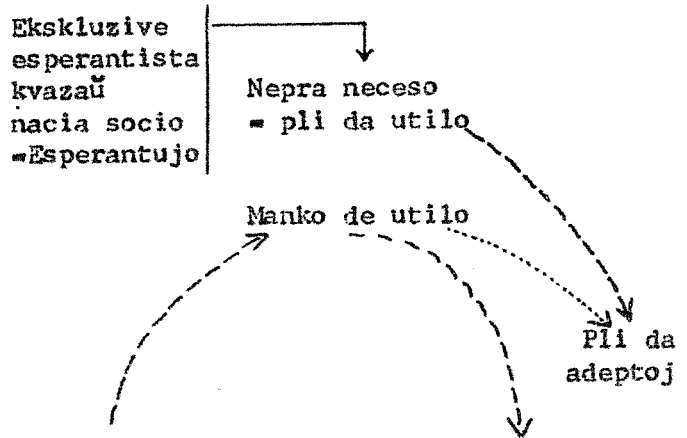 Ekskluzive
esperantista
kvazaŭ
nacia socio
=Esperantujo
Nepra neceso
= pli da utilo
Manko de utilo
Pli da
adeptoj